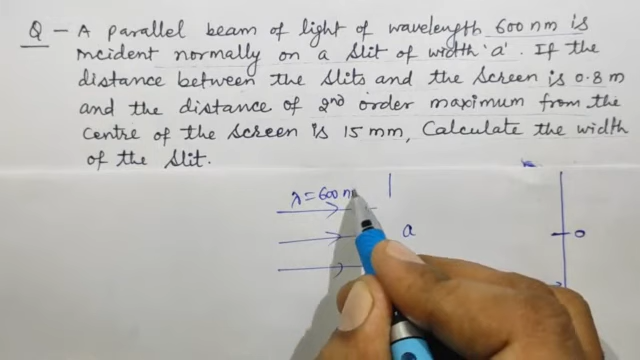 Q - A parallel beam of light of wavelength 600 nm is
incident normally on a slit of width 'a'. If the
distance between the slits and the screen is 0.8 m
and the distance of 2nd order maximum from the
centre of the screen is 15 mm, Calculate the width
of the slit.
λ = 600 nm
a
o